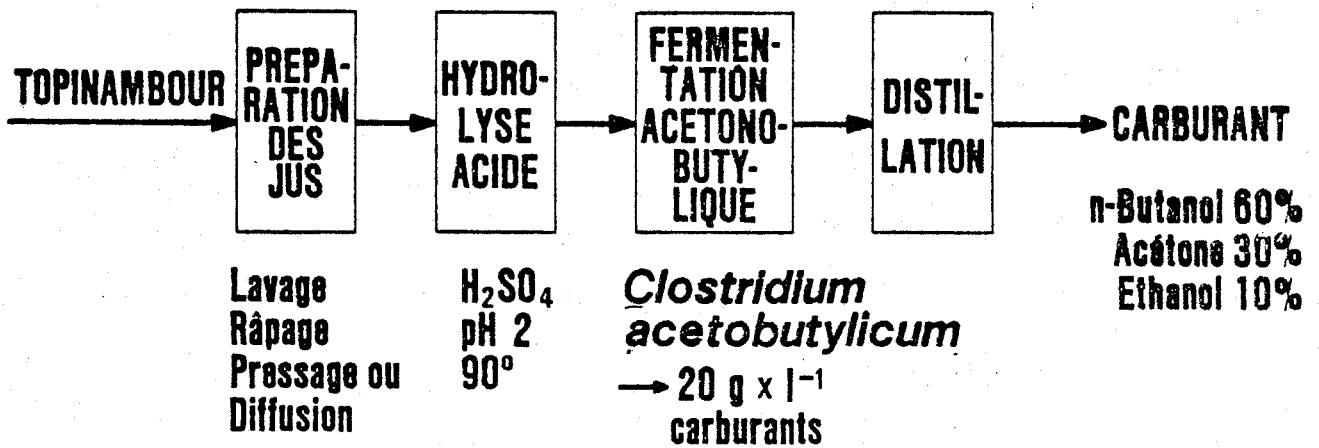 TOPINAMBOUR
PREPA-
RATION
DES
JUS
HYDRO-
LYSE
ACIDE
FERMEN-
TATION
ACETONO-
BUTY-
LIQUE
DISTIL-
LATION
CARBURANT
n-Butanol 60%
Acétone 30%
Ethanol 10%
Lavage
Râpage
Pressage ou
Diffusion
H₂SO₄
pH 2
90°
Clostridium
acetobutylicum
→ 20 g x l⁻¹
carburants